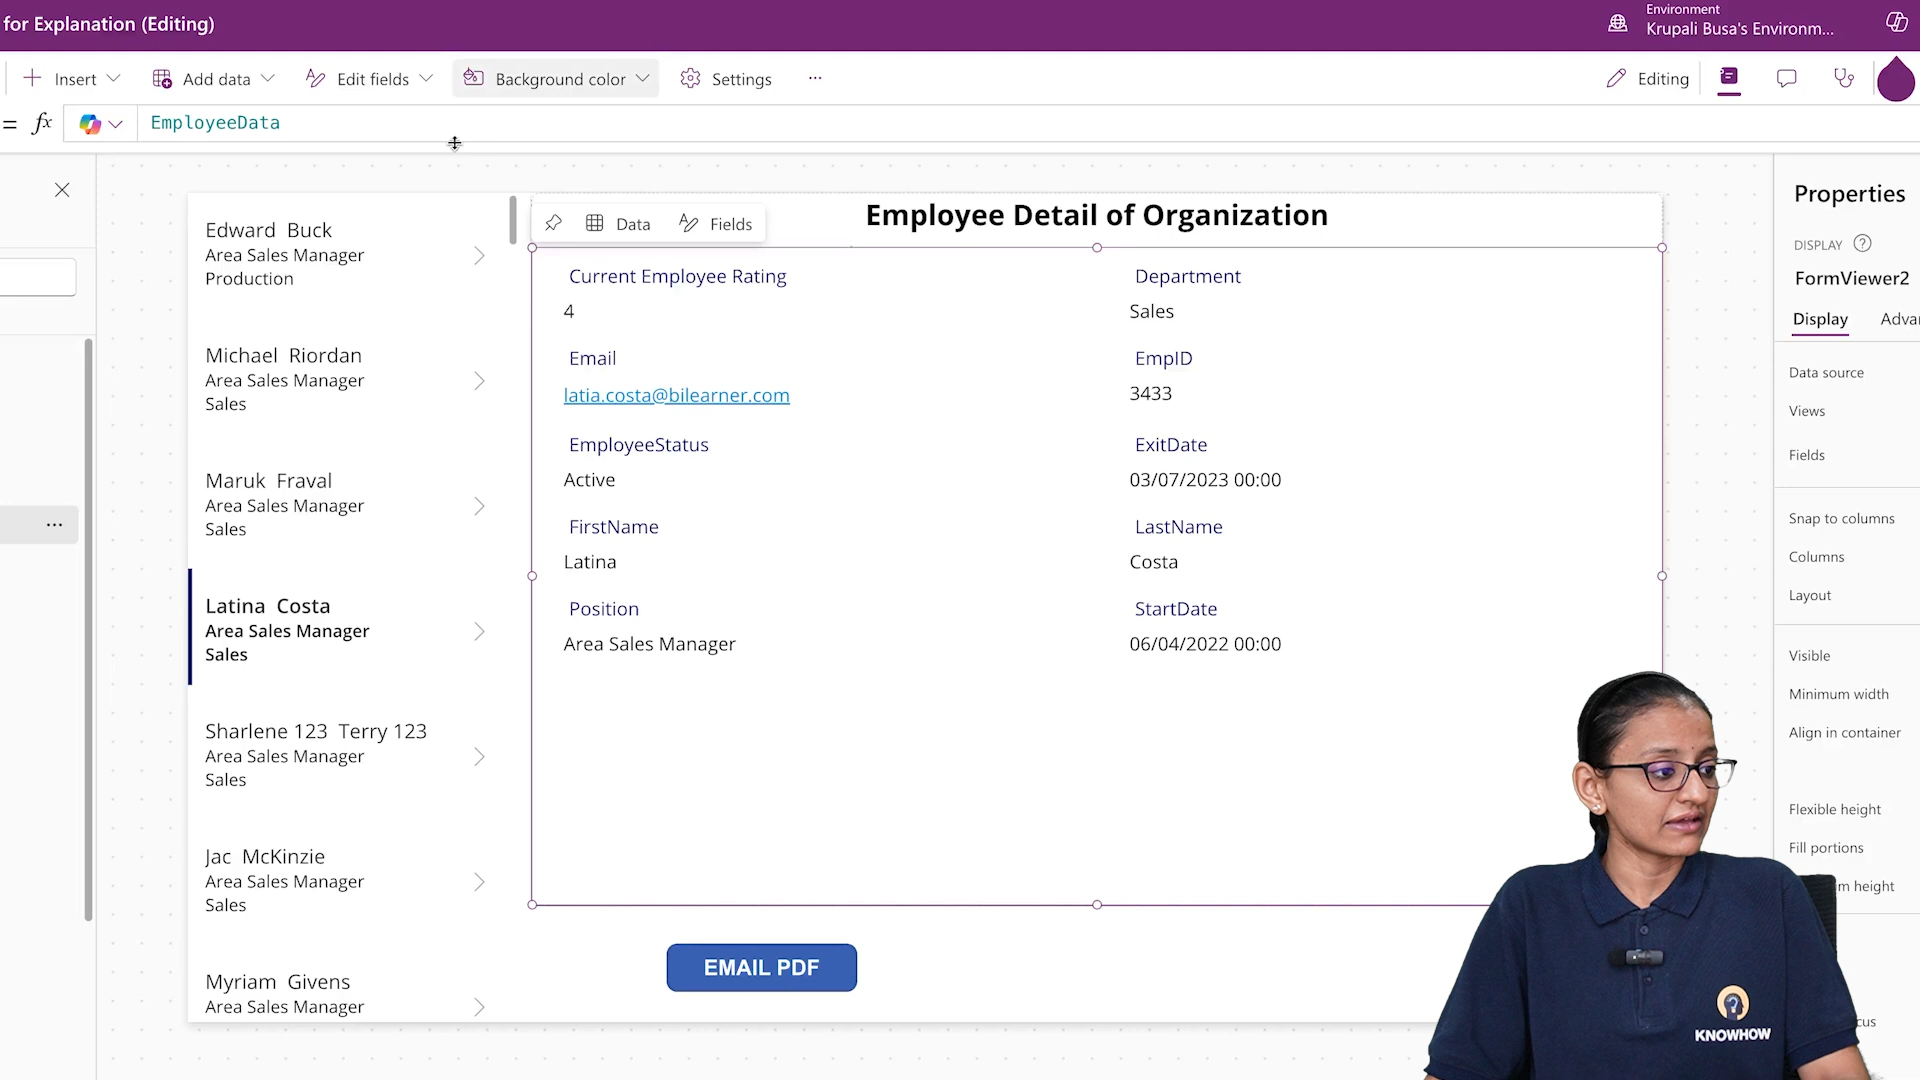 for Explanation (Editing)
Environment
Krupali Busa's Environm...
Insert
Add data
Edit fields
Background color
Settings
...
Editing
= fx
EmployeeData
Properties
DISPLAY
FormViewer2
Display
Adva
Data source
Views
Fields
Snap to columns
Columns
Layout
Visible
Minimum width
Align in container
Flexible height
Fill portions
m height
cus
Edward Buck
Area Sales Manager
Production
Michael Riordan
Area Sales Manager
Sales
Maruk Fraval
Area Sales Manager
Sales
Latina Costa
Area Sales Manager
Sales
Sharlene 123 Terry 123
Area Sales Manager
Sales
Jac McKinzie
Area Sales Manager
Sales
Myriam Givens
Area Sales Manager
Data
Fields
Employee Detail of Organization
Current Employee Rating
4
Department
Sales
Email
latia.costa@bilearner.com
EmpID
3433
EmployeeStatus
Active
ExitDate
03/07/2023 00:00
FirstName
Latina
LastName
Costa
Position
Area Sales Manager
StartDate
06/04/2022 00:00
EMAIL PDF
KNOWHOW